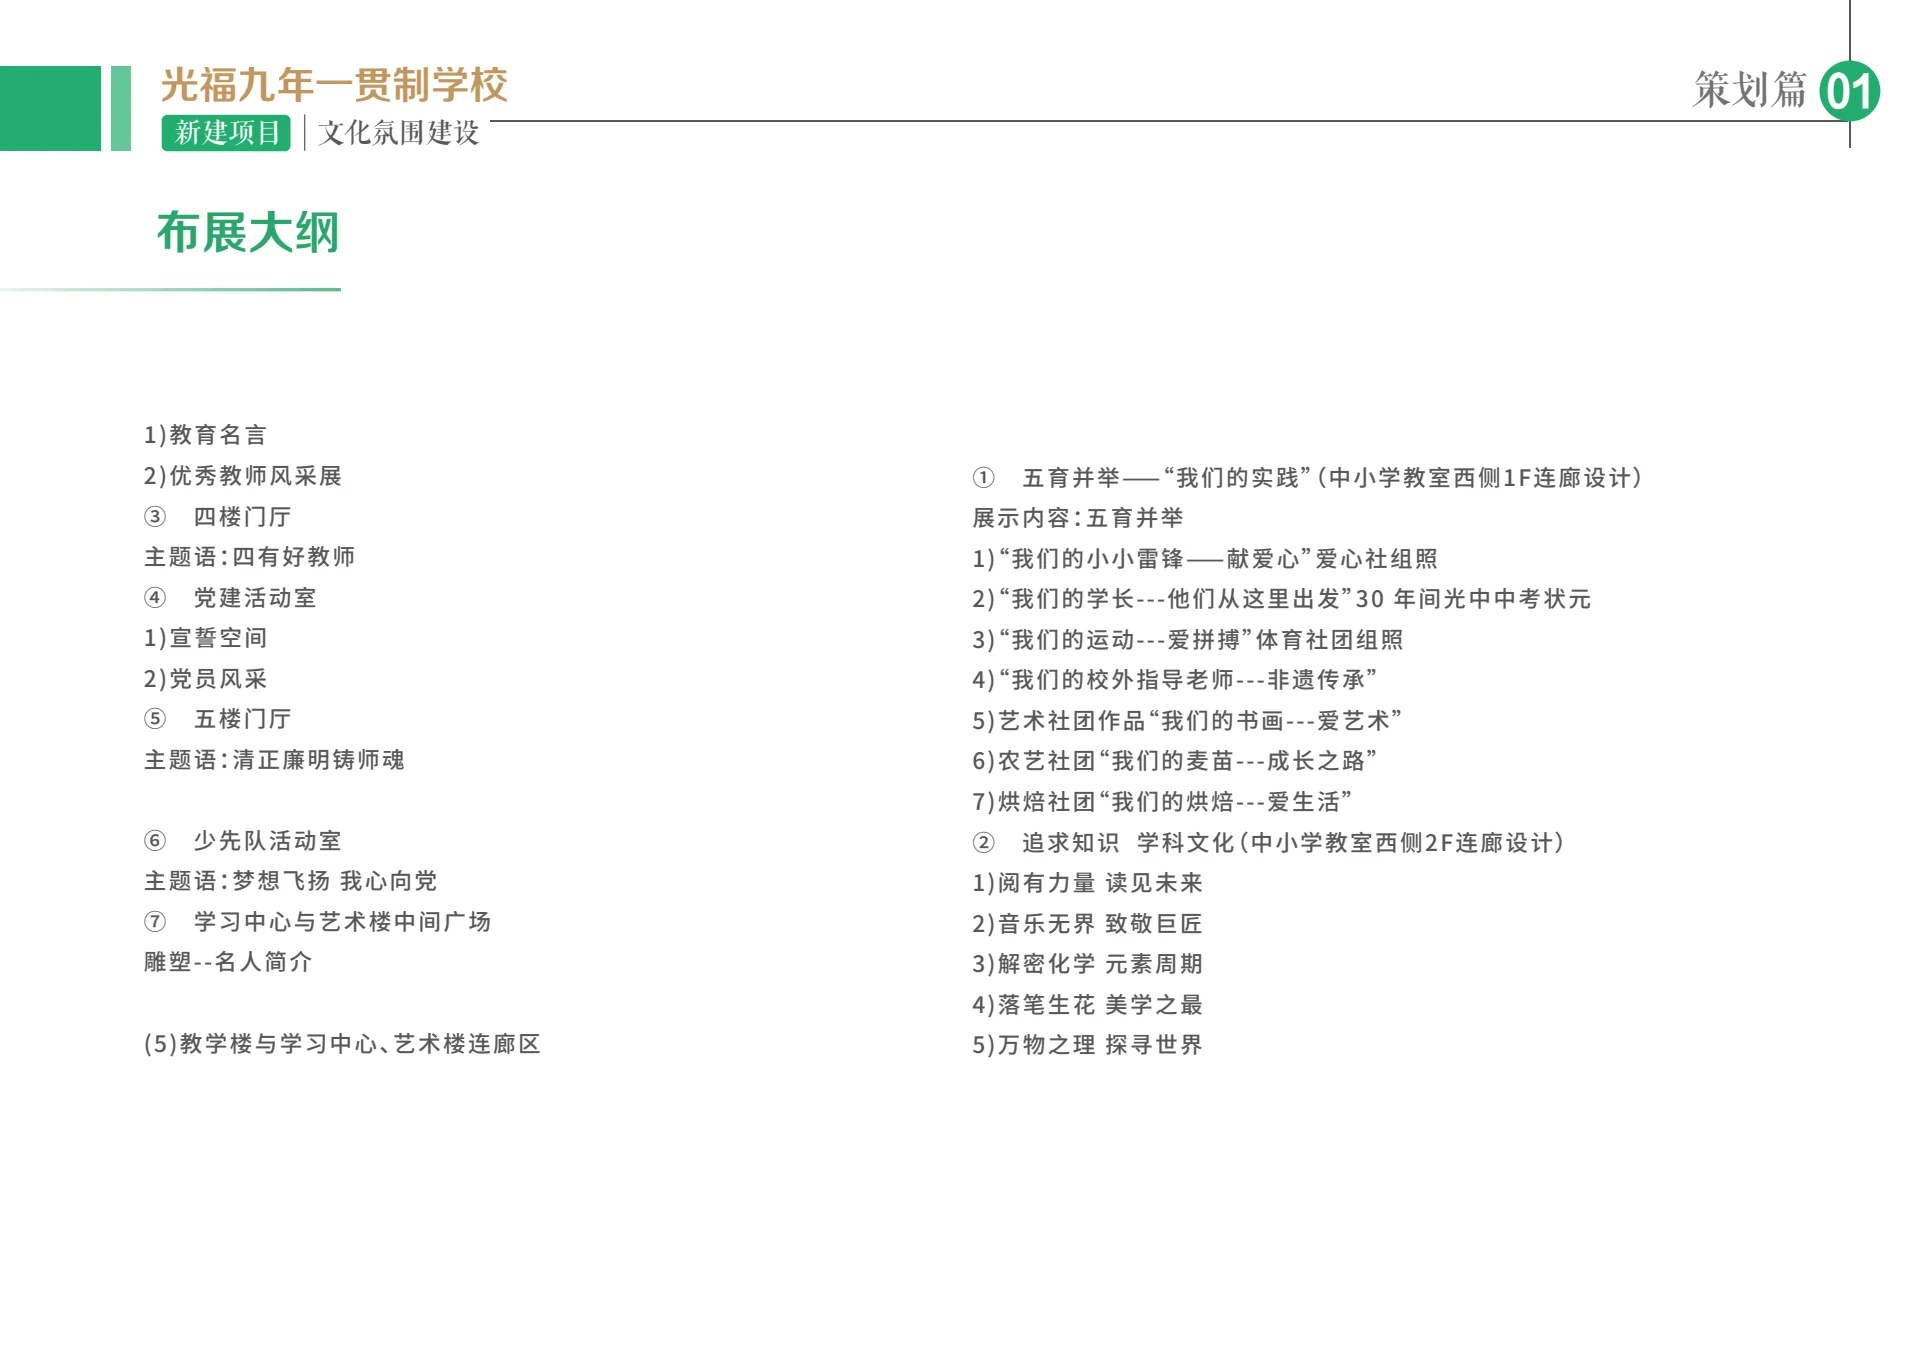 光福九年一贯制学校
新建项目 文化氛围建设
策划篇 01
布展大纲
1)教育名言
2)优秀教师风采展
③ 四楼门厅
主题语:四有好教师
④ 党建活动室
1)宣誓空间
2)党员风采
⑤ 五楼门厅
主题语:清正廉明铸师魂
⑥ 少先队活动室
主题语:梦想飞扬 我心向党
⑦ 学习中心与艺术楼中间广场
雕塑--名人简介
(5)教学楼与学习中心、艺术楼连廊区
① 五育并举——“我们的实践”(中小学教室西侧1F连廊设计)
展示内容:五育并举
1)“我们的小小雷锋——献爱心”爱心社组照
2)“我们的学长---他们从这里出发”30 年间光中中考状元
3)“我们的运动---爱拼搏”体育社团组照
4)“我们的校外指导老师---非遗传承”
5)艺术社团作品“我们的书画---爱艺术”
6)农艺社团“我们的麦苗---成长之路”
7)烘焙社团“我们的烘焙---爱生活”
② 追求知识 学科文化(中小学教室西侧2F连廊设计)
1)阅有力量 读见未来
2)音乐无界 致敬巨匠
3)解密化学 元素周期
4)落笔生花 美学之最
5)万物之理 探寻世界